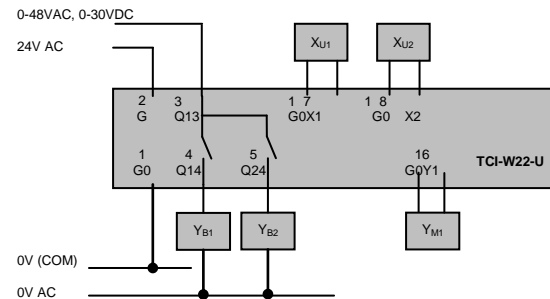 0-48VAC, 0-30VDC
24V AC
XU1 XU2
2 3 1 7 1 8
G Q13 G0X1 G0 X2
1 4 5 16
G0 Q14 Q24 G0Y1
TCI-W22-U
YB1 YB2 YM1
0V (COM)
0V AC